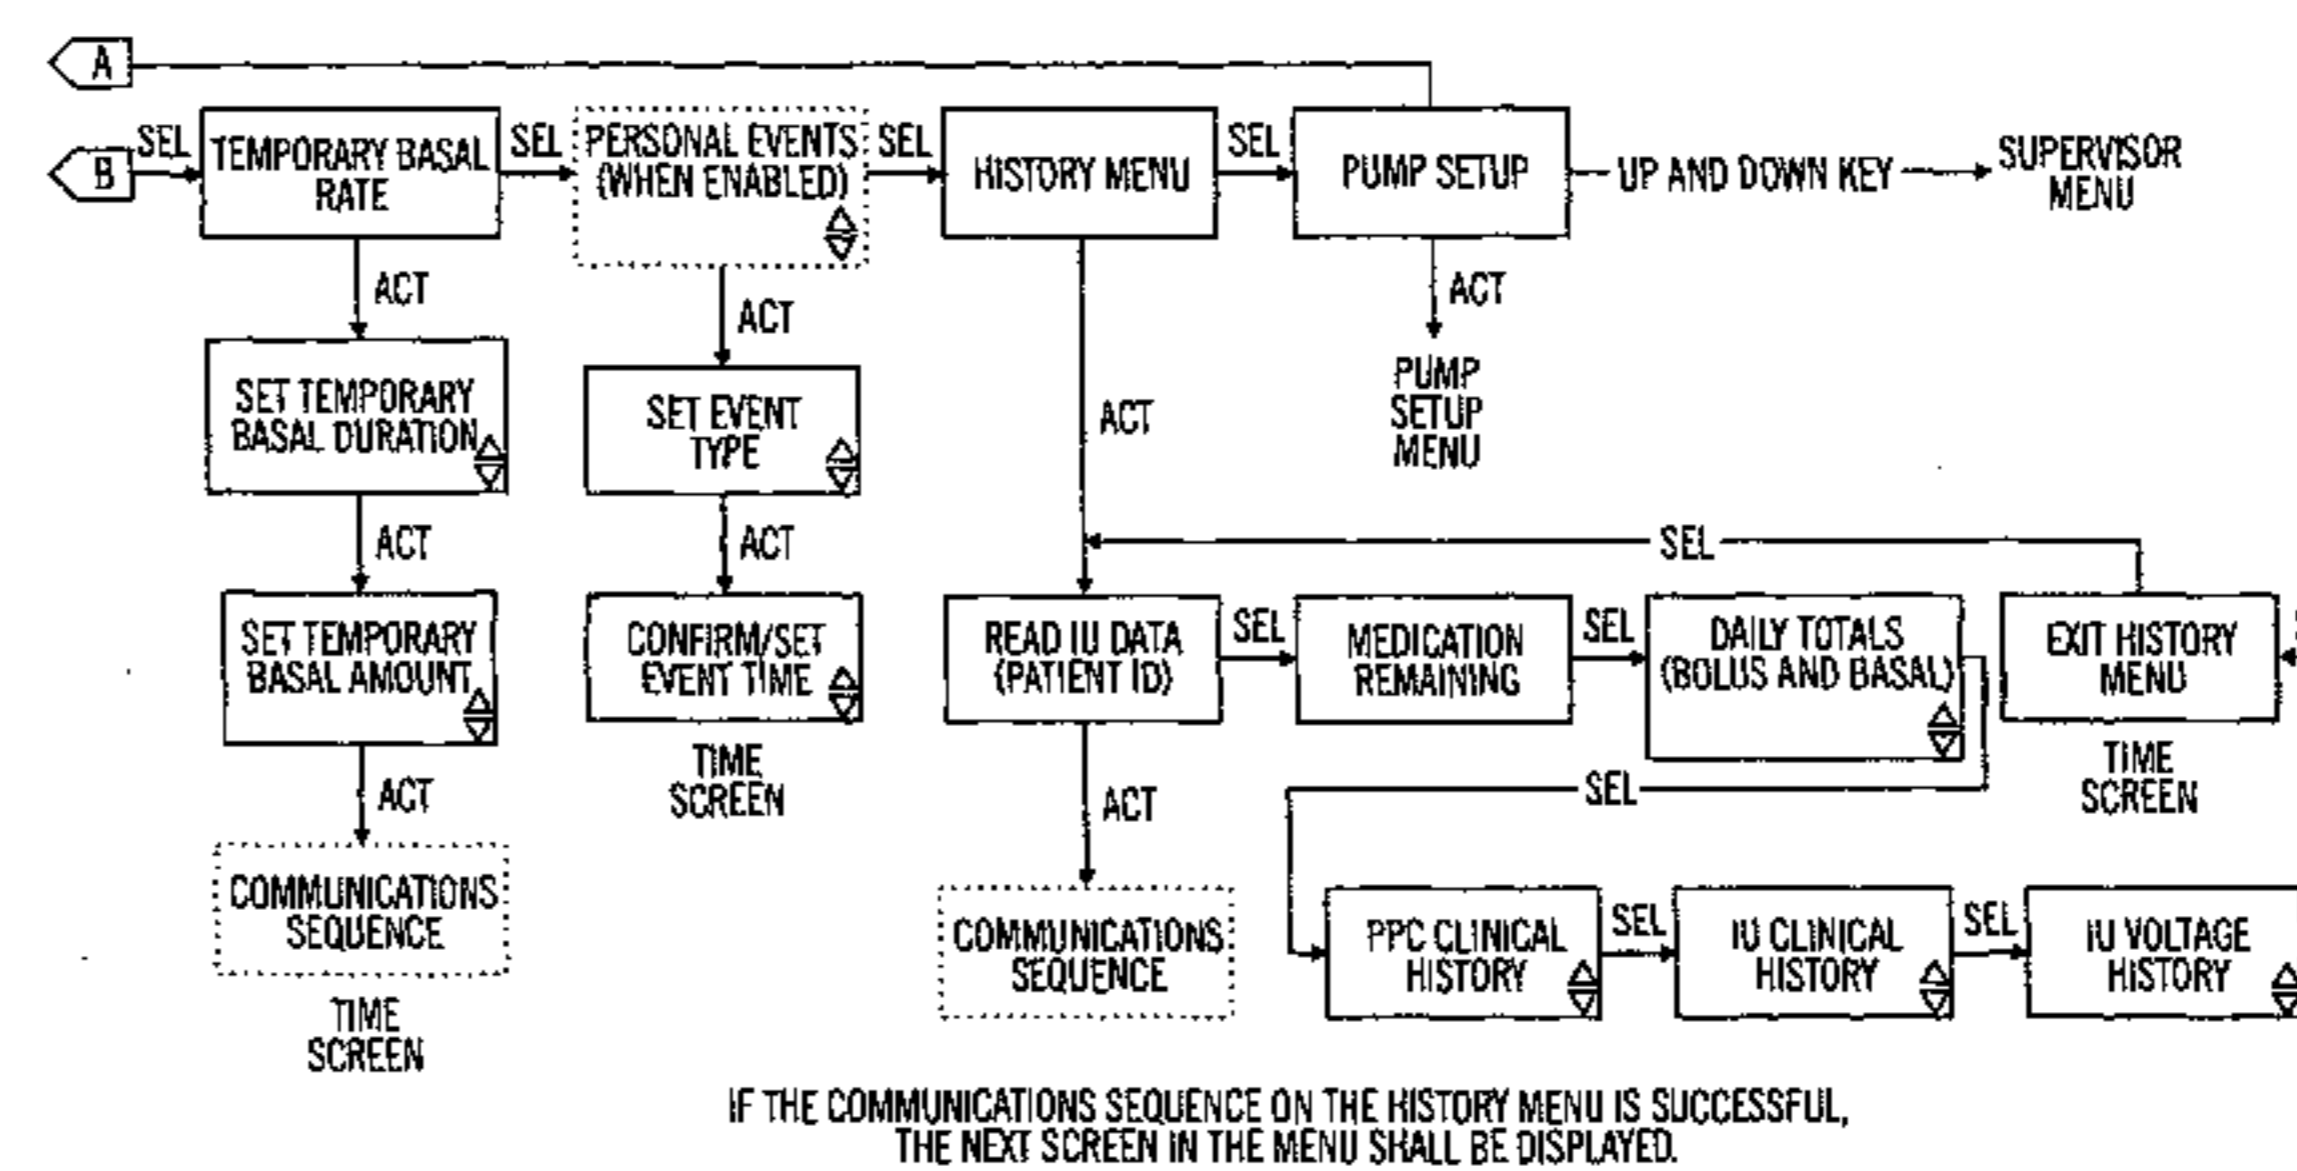 A
B
SEL
TEMPORARY BASAL
RATE
SEL
PERSONAL EVENTS
(WHEN ENABLED)
SEL
HISTORY MENU
SEL
PUMP SETUP
UP AND DOWN KEY
SUPERVISOR
MENU
ACT
ACT
ACT
ACT
SET TEMPORARY
BASAL DURATION
SET EVENT
TYPE
PUMP
SETUP
MENU
ACT
ACT
SEL
SET TEMPORARY
BASAL AMOUNT
CONFIRM/SET
EVENT TIME
READ IU DATA
(PATIENT ID)
SEL
MEDICATION
REMAINING
SEL
DAILY TOTALS
(BOLUS AND BASAL)
EXIT HISTORY
MENU
TIME
SCREEN
TIME
SCREEN
ACT
ACT
SEL
COMMUNICATIONS
SEQUENCE
COMMUNICATIONS
SEQUENCE
PPC CLINICAL
HISTORY
SEL
IU CLINICAL
HISTORY
SEL
IU VOLTAGE
HISTORY
TIME
SCREEN
IF THE COMMUNICATIONS SEQUENCE ON THE HISTORY MENU IS SUCCESSFUL,
THE NEXT SCREEN IN THE MENU SHALL BE DISPLAYED.